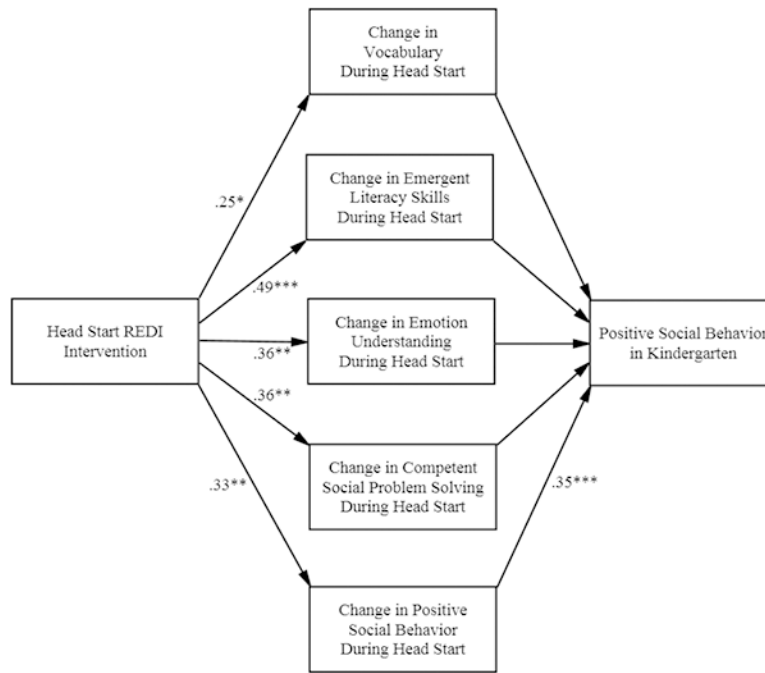 Change in
Vocabulary
During Head Start
.25*
Change in Emergent
Literacy Skills
During Head Start
.49***
Head Start REDI
Intervention
Change in Emotion
Understanding
During Head Start
.36**
Positive Social Behavior
in Kindergarten
.36**
Change in Competent
Social Problem Solving
During Head Start
.33**
.35***
Change in Positive
Social Behavior
During Head Start